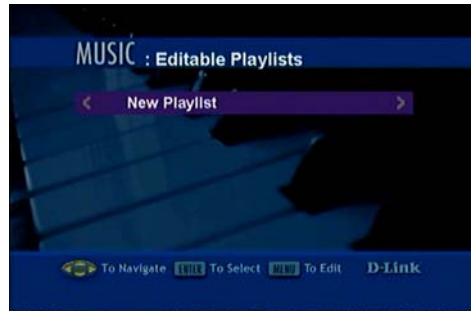 MUSIC : Editable Playlists
< New Playlist >
To Navigate ENTER To Select MENU To Edit D-Link